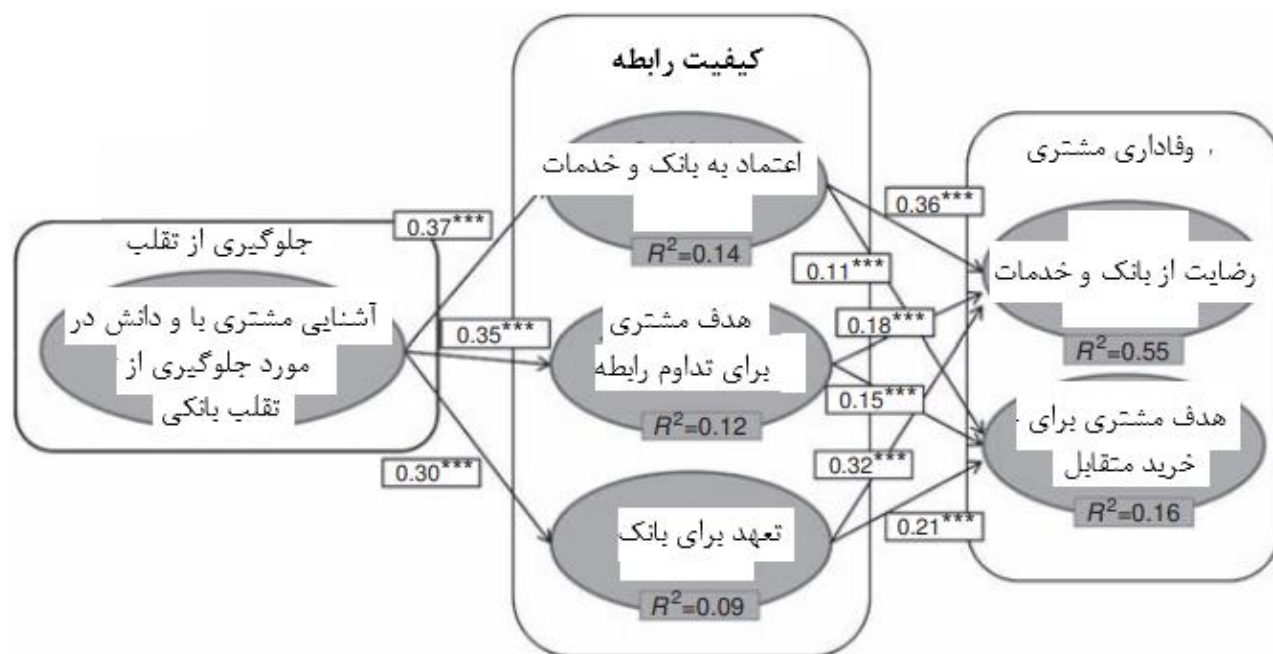 کیفیت رابطه
اعتماد به بانک و خدمات
R²=0.14
هدف مشتری
برای تداوم رابطه
R²=0.12
تعهد برای بانک
R²=0.09
، وفاداری مشتری
رضایت از بانک و خدمات
R²=0.55
هدف مشتری برای
خرید متقابل
R²=0.16
جلوگیری از تقلب
آشنایی مشتری با و دانش در
مورد جلوگیری از
تقلب بانکی
0.37***
0.35***
0.30***
0.36***
0.11***
0.18***
0.15***
0.32***
0.21***